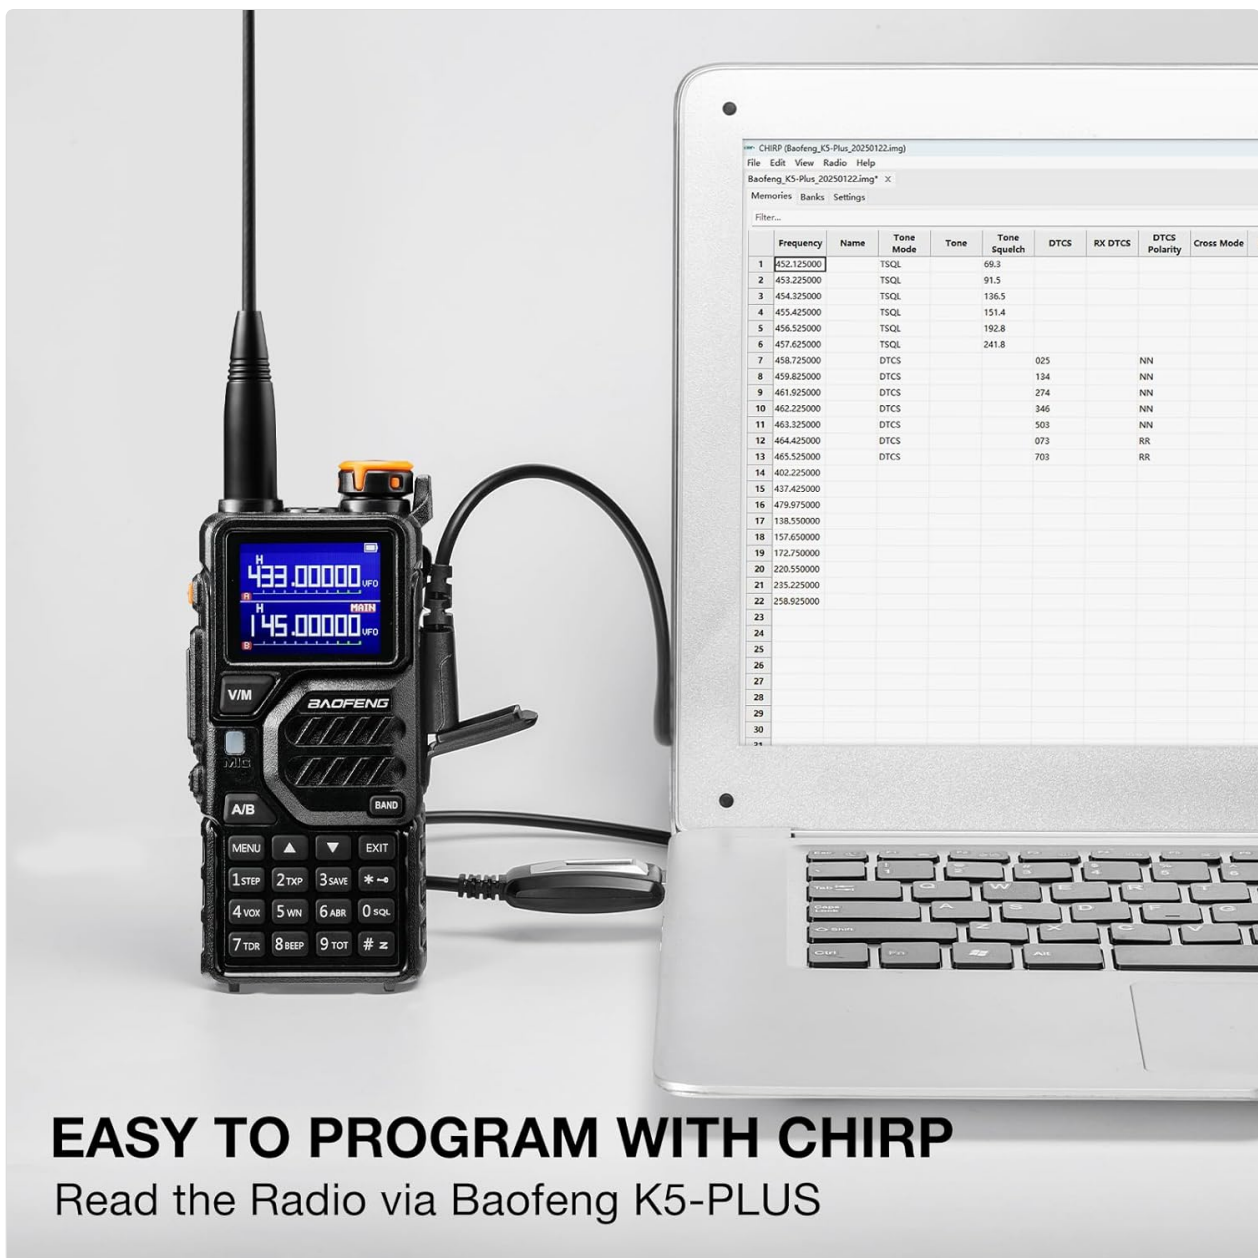 CHIRP (Baofeng_K5-Plus_20250122.img)
File Edit View Radio Help
Baofeng_K5-Plus_20250122.img* X
Memories Banks Settings
Filter...
Frequency Name Tone Mode Tone Tone Squelch DTCS RX DTCS DTCS Polarity Cross Mode
1 452.125000 TSQL 69.3
2 453.225000 TSQL 91.5
3 454.325000 TSQL 136.5
4 455.425000 TSQL 151.4
5 456.525000 TSQL 192.8
6 457.625000 TSQL 241.8
7 458.725000 DTCS 025 NN
8 459.825000 DTCS 134 NN
9 461.925000 DTCS 274 NN
10 462.225000 DTCS 346 NN
11 463.325000 DTCS 503 NN
12 464.425000 DTCS 073 RR
13 465.525000 DTCS 703 RR
14 402.225000
15 437.425000
16 479.975000
17 138.550000
18 157.650000
19 172.750000
20 220.550000
21 235.225000
22 258.925000
23
24
25
26
27
28
29
30
31
H
433.00000 VFO
A
H MAIN
145.00000 VFO
B
V/M
BAOFENG
MIC
A/B BAND
MENU ▲ ▼ EXIT
1 STEP 2 TXP 3 SAVE *
4 VOX 5 WN 6 ABR 0 SQL
7 TDR 8 BEEP 9 TOT # Z
Tab Q W E R T
Caps Lock A S D F G
Shift Z X C V
Ctrl Fn Alt
EASY TO PROGRAM WITH CHIRP
Read the Radio via Baofeng K5-PLUS